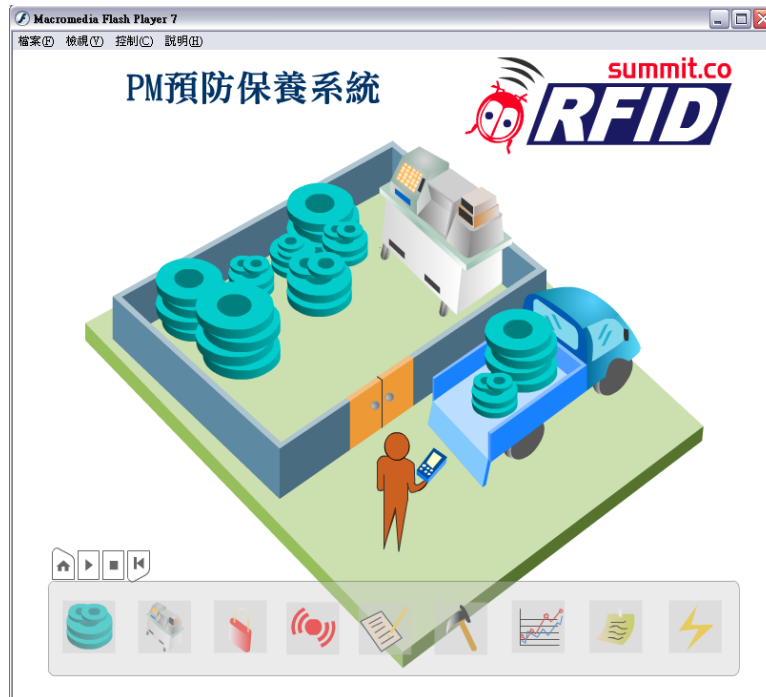 Macromedia Flash Player 7
檔案(F) 檢視(V) 控制(C) 說明(H)
PM預防保養系統
summit.co
RFID